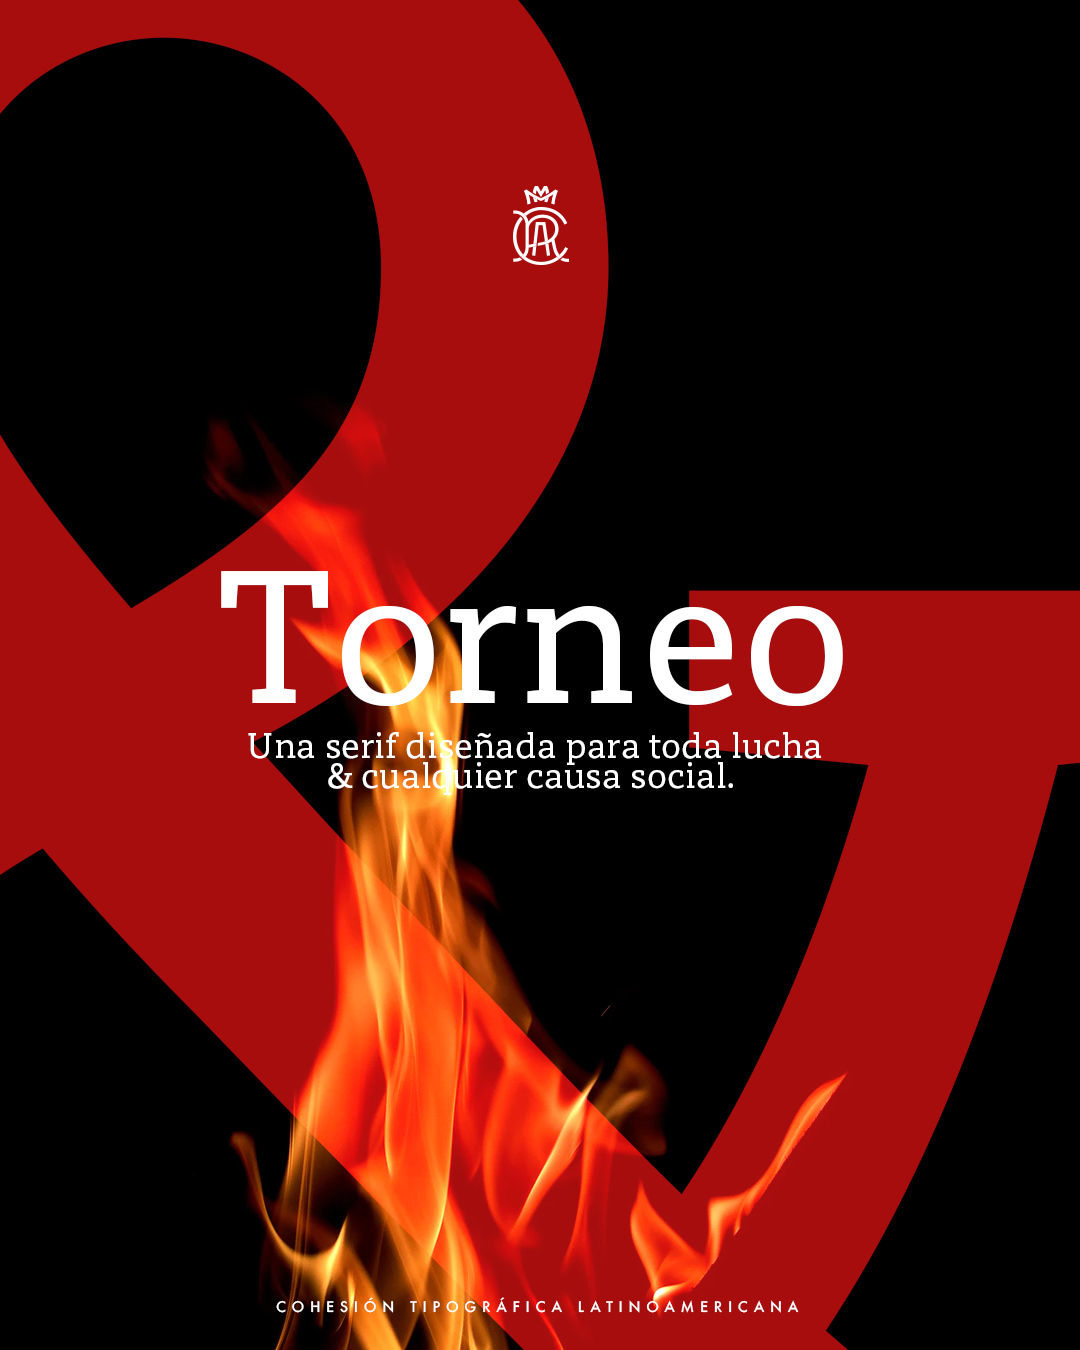 Torneo
Una serif diseñada para toda lucha
& cualquier causa social.
COHESIÓN TIPOGRÁFICA LATINOAMERICANA